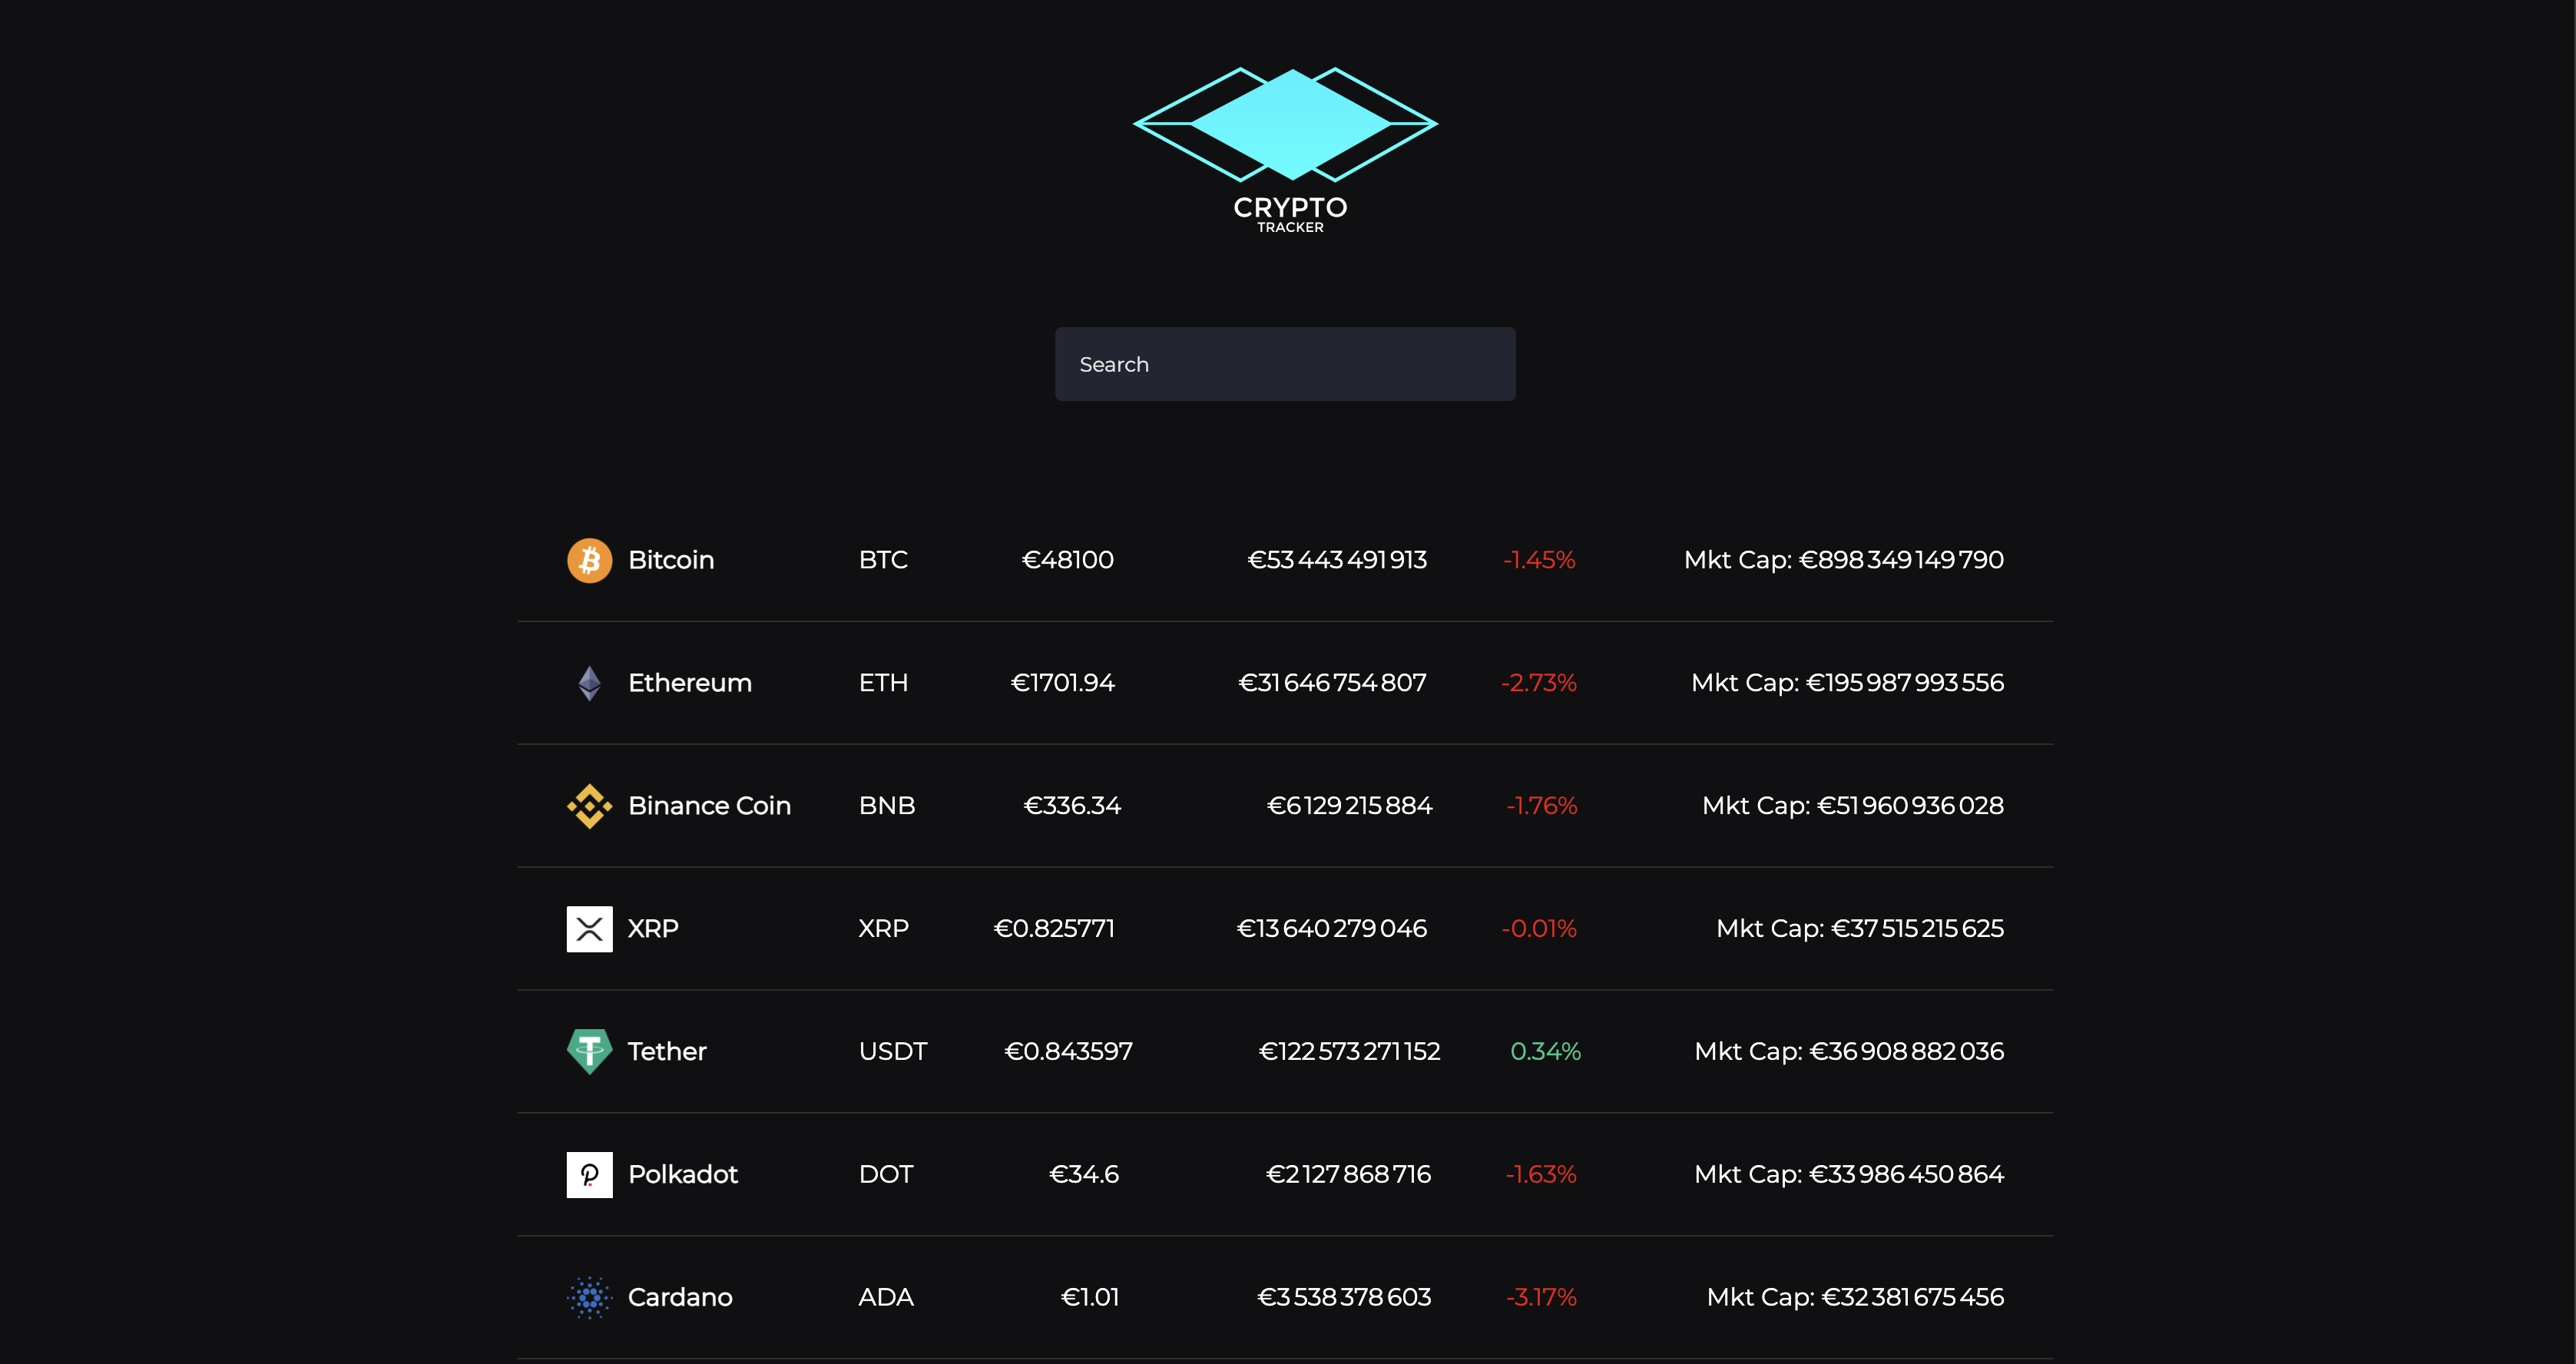 CRYPTO
TRACKER
Search
Bitcoin BTC €48100 €53 443 491 913 -1.45% Mkt Cap: €898 349 149 790
Ethereum ETH €1701.94 €31 646 754 807 -2.73% Mkt Cap: €195 987 993 556
Binance Coin BNB €336.34 €6 129 215 884 -1.76% Mkt Cap: €51 960 936 028
XRP XRP €0.825771 €13 640 279 046 -0.01% Mkt Cap: €37 515 215 625
Tether USDT €0.843597 €122 573 271 152 0.34% Mkt Cap: €36 908 882 036
Polkadot DOT €34.6 €2 127 868 716 -1.63% Mkt Cap: €33 986 450 864
Cardano ADA €1.01 €3 538 378 603 -3.17% Mkt Cap: €32 381 675 456